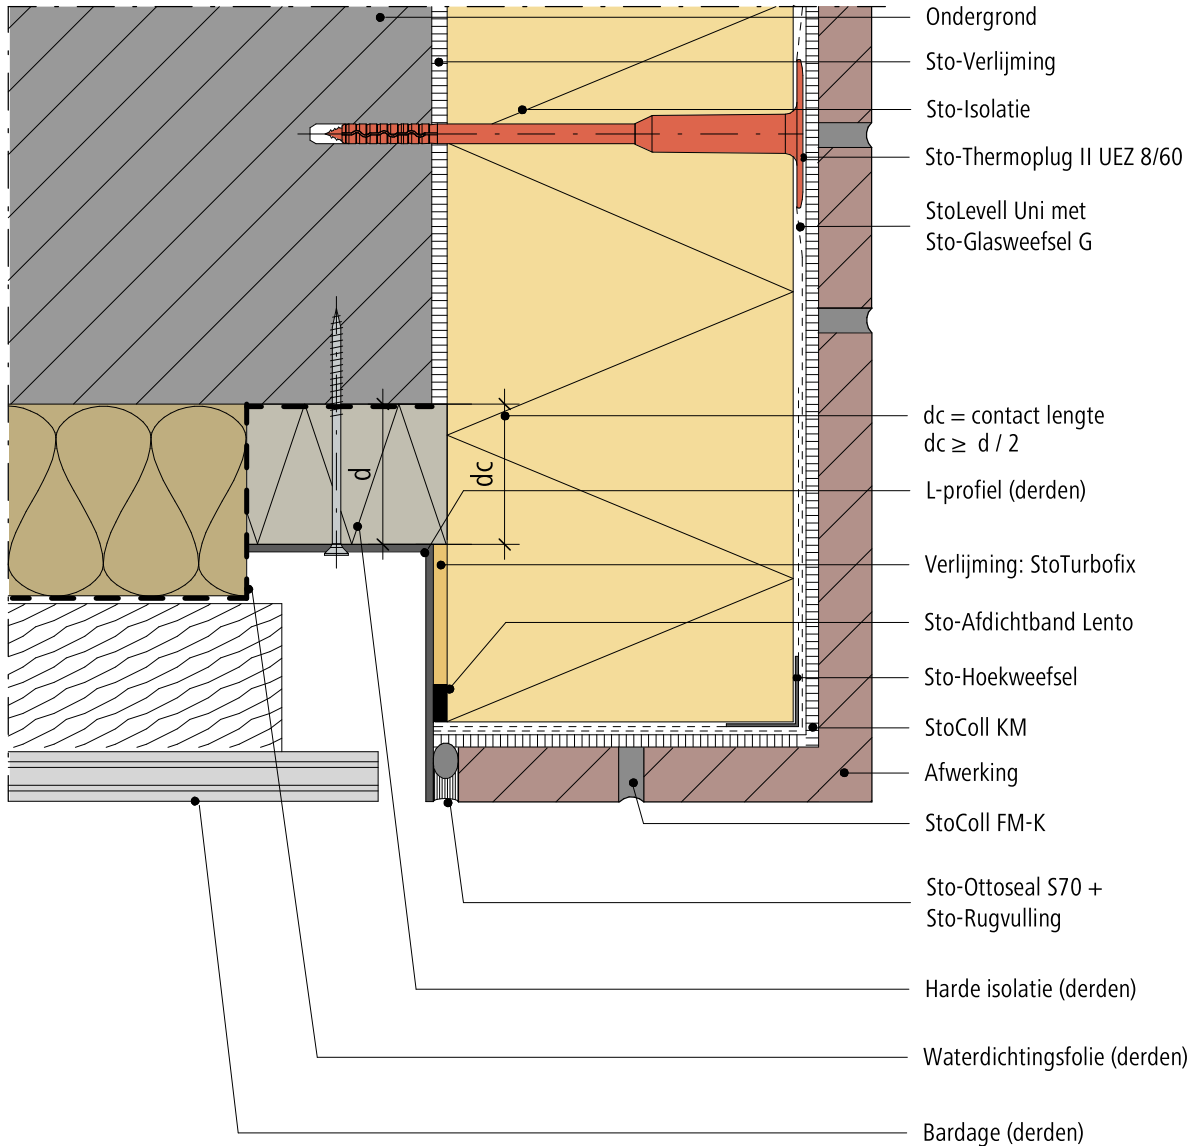 Ondergrond
Sto-Verlijming
Sto-Isolatie
Sto-Thermoplug II UEZ 8/60
StoLevell Uni met
Sto-Glasweefsel G
dc = contact lengte
dc ≥ d / 2
d
dc
L-profiel (derden)
Verlijming: StoTurbofix
Sto-Afdichtband Lento
Sto-Hoekweefsel
StoColl KM
Afwerking
StoColl FM-K
Sto-Ottoseal S70 +
Sto-Rugvulling
Harde isolatie (derden)
Waterdichtingsfolie (derden)
Bardage (derden)